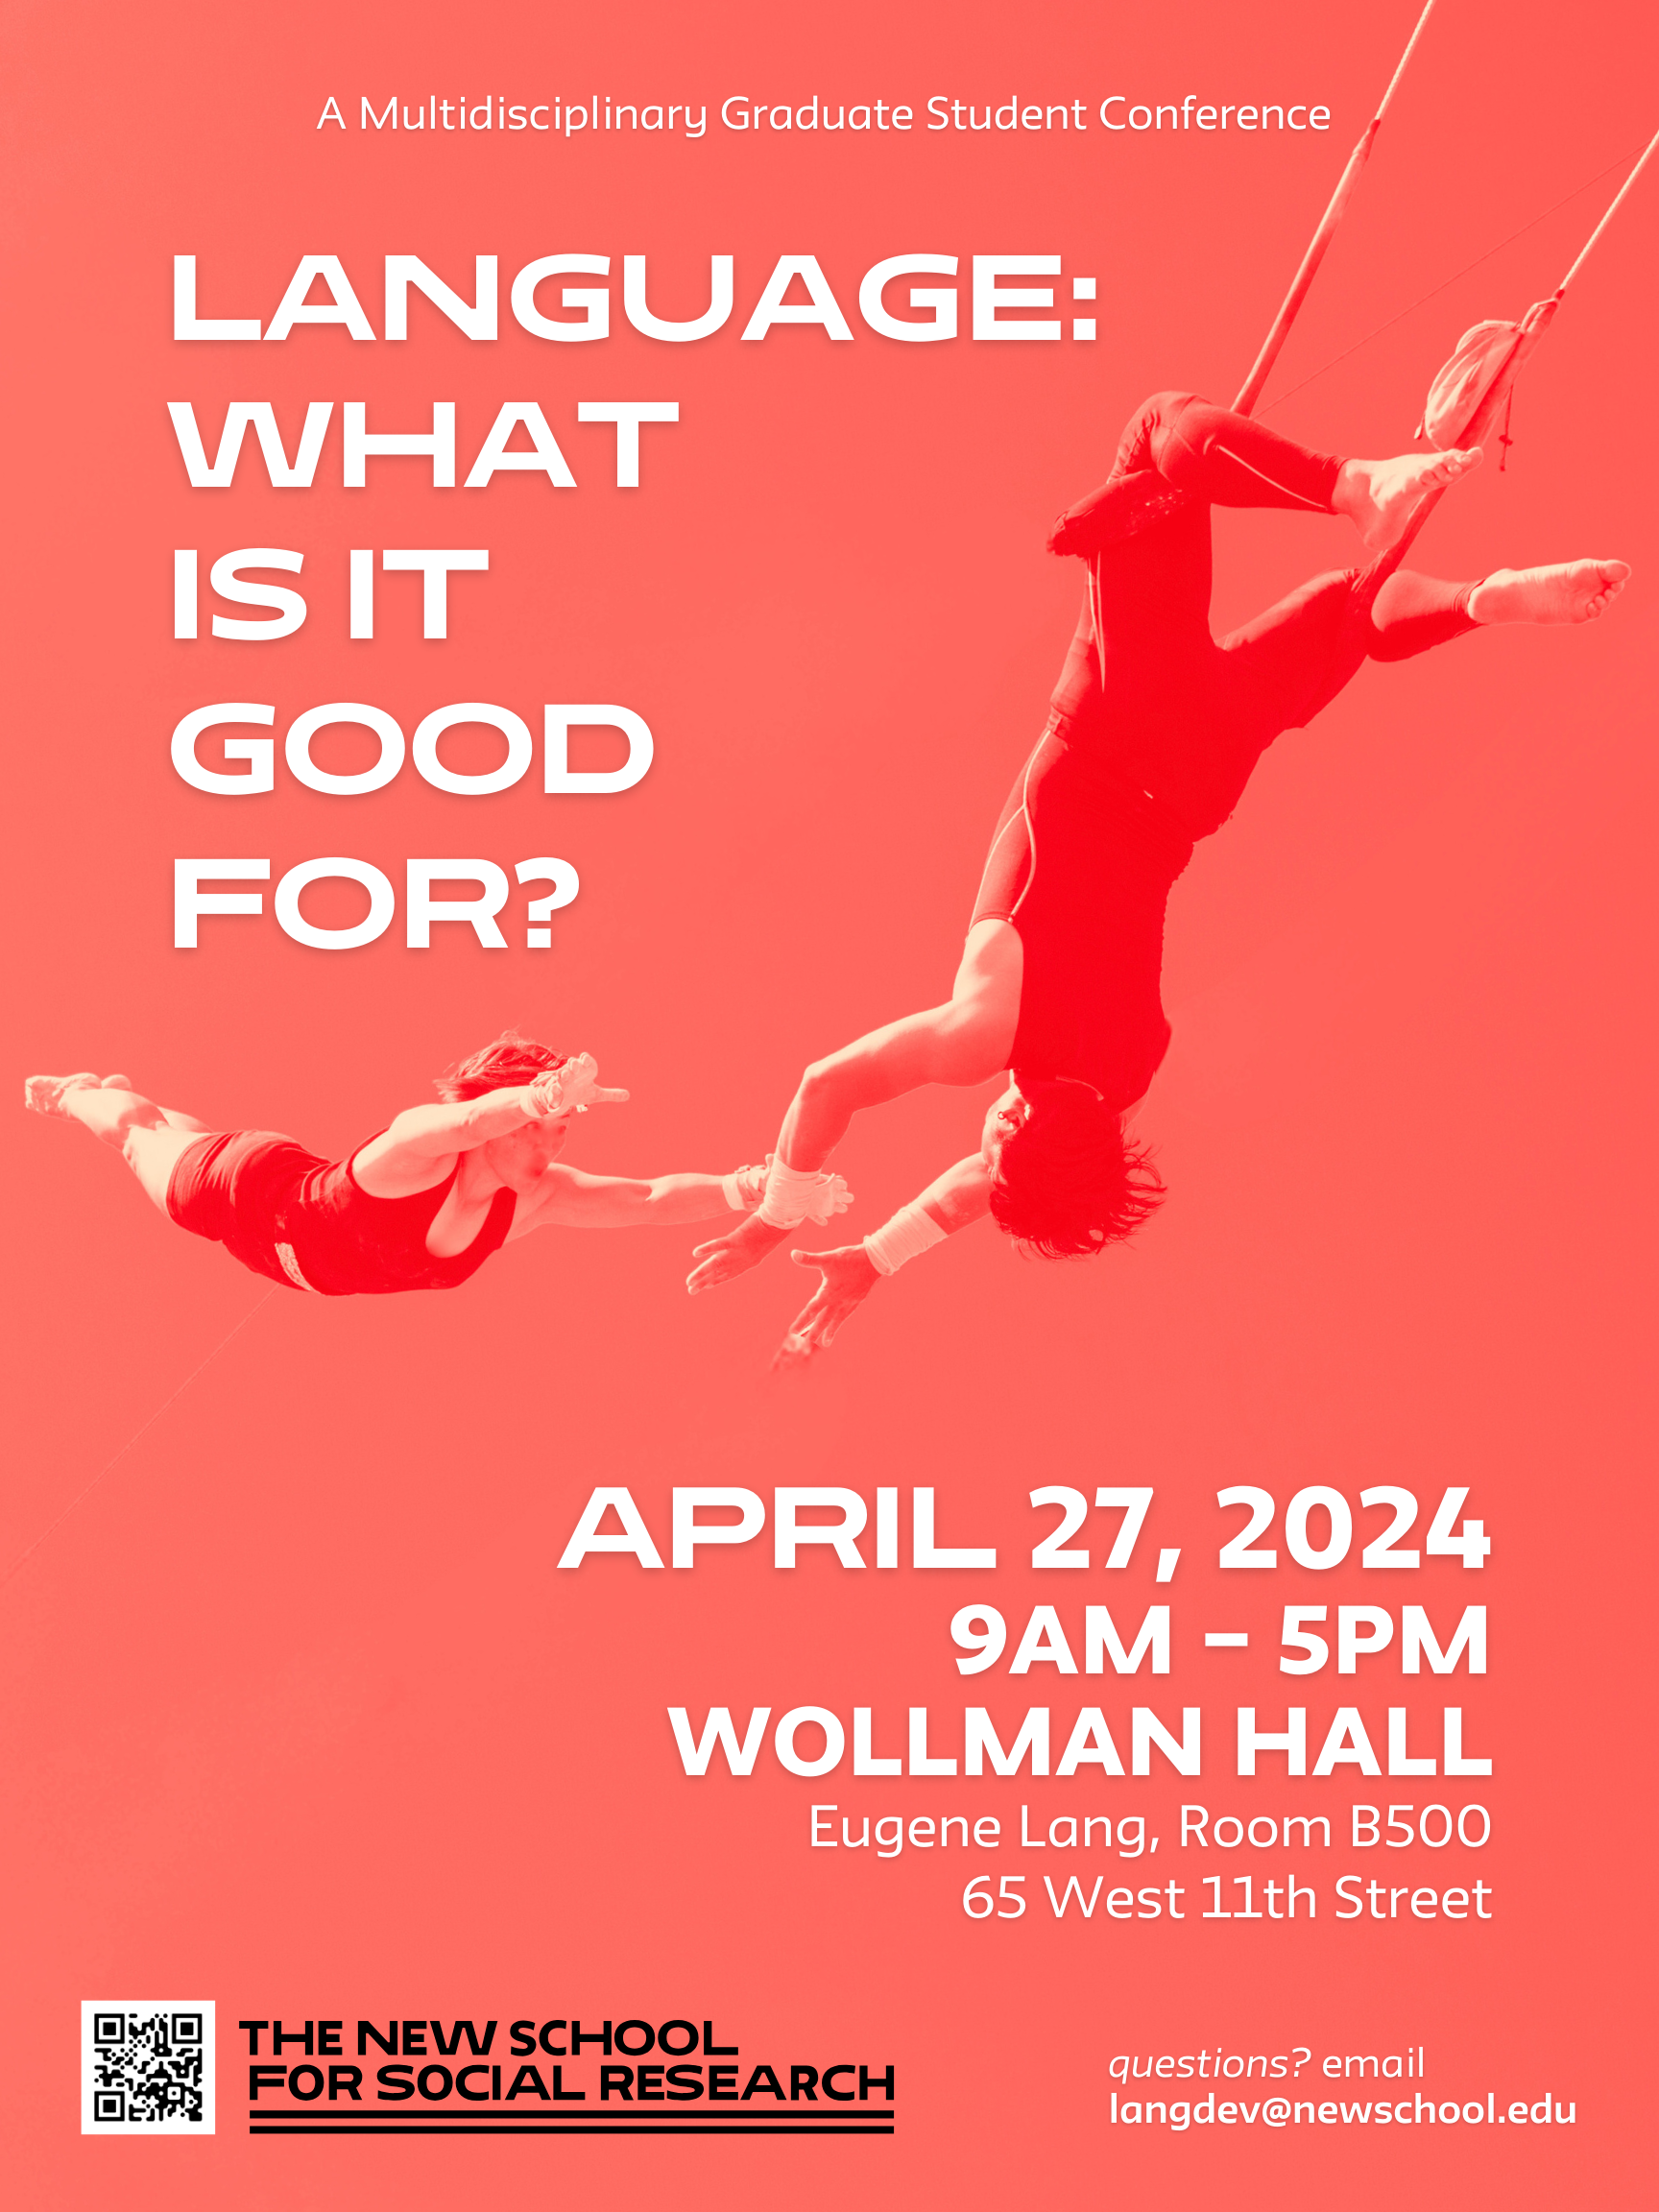 A Multidisciplinary Graduate Student Conference
LANGUAGE:
WHAT
IS IT
GOOD
FOR?
APRIL 27, 2024
9AM – 5PM
WOLLMAN HALL
Eugene Lang, Room B500
65 West 11th Street
THE NEW SCHOOL
FOR SOCIAL RESEARCH
questions? email
langdev@newschool.edu